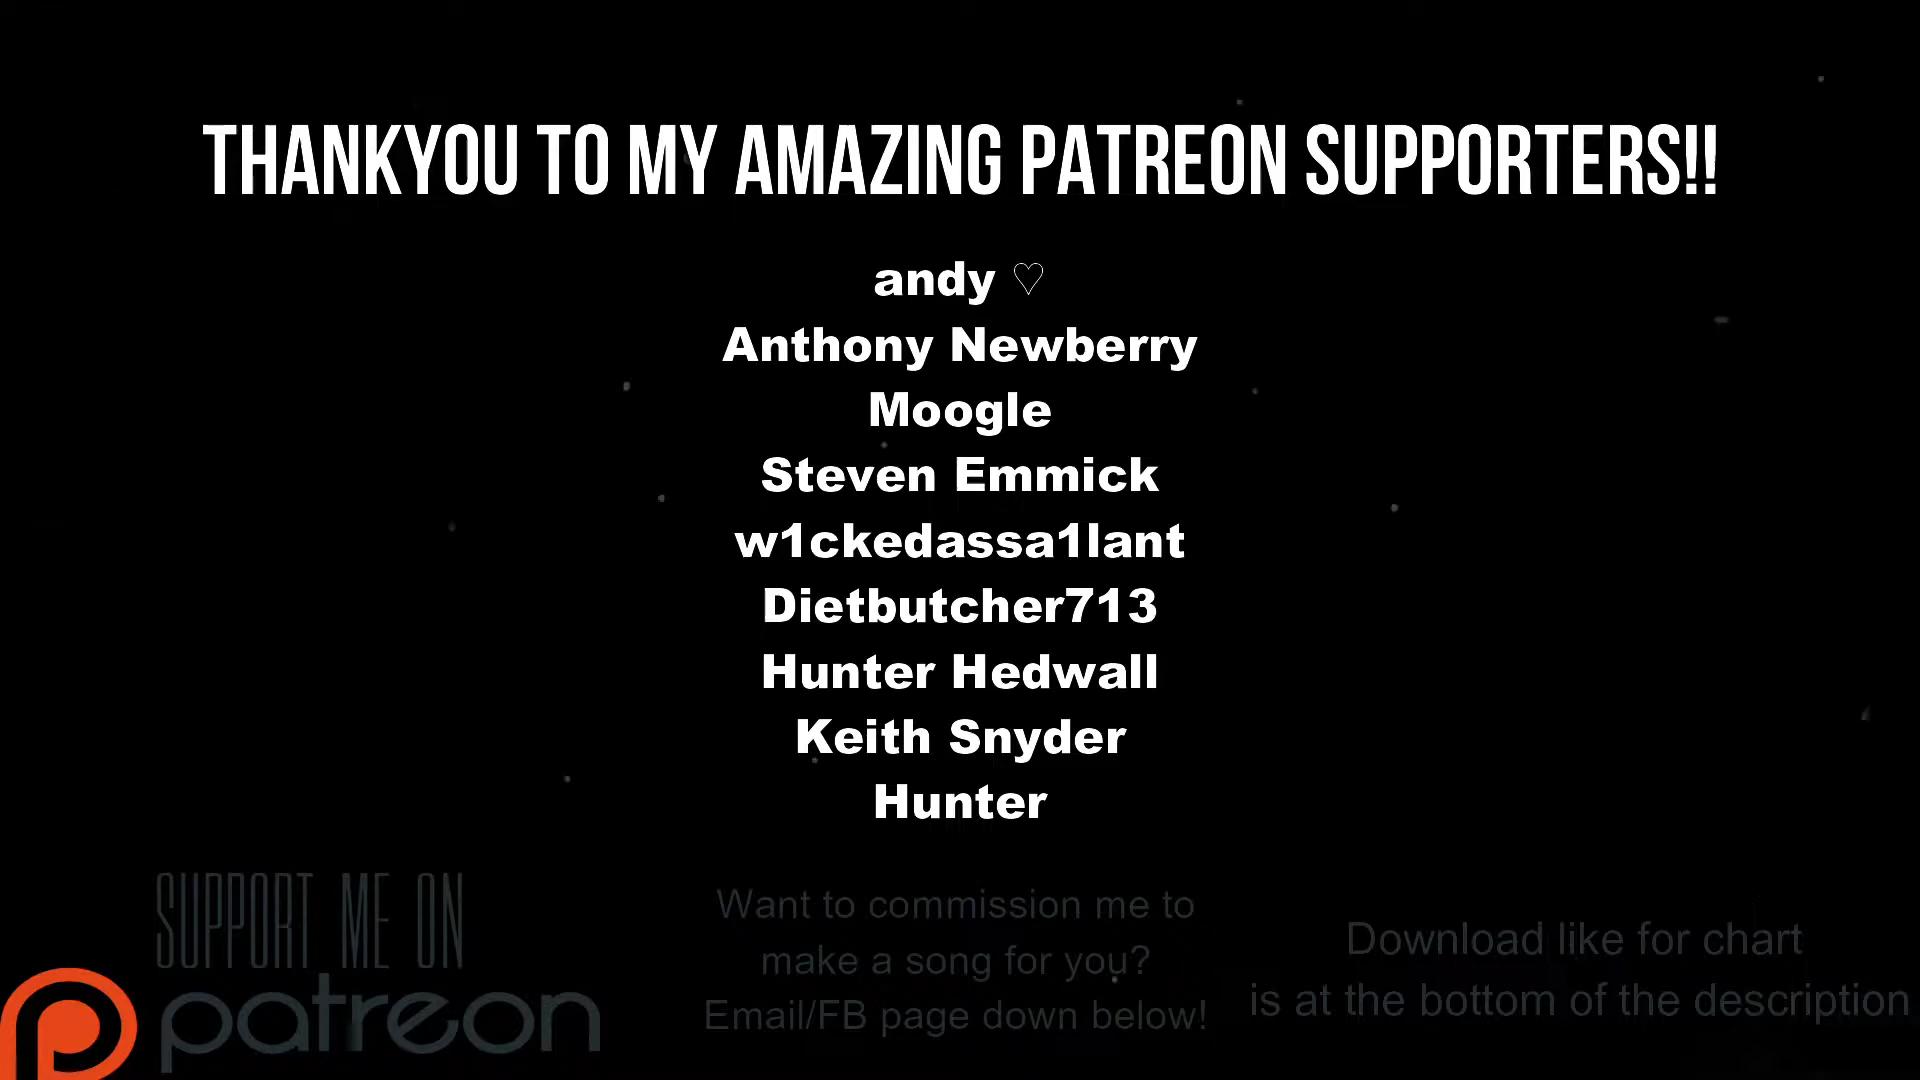 THANKYOU TO MY AMAZING PATREON SUPPORTERS!!
andy ♡
Anthony Newberry
Moogle
Steven Emmick
w1ckedassa1lant
Dietbutcher713
Hunter Hedwall
Keith Snyder
Hunter
SUPPORT ME ON
patreon
Want to commission me to
make a song for you?
Email/FB page down below!
Download like for chart
is at the bottom of the description